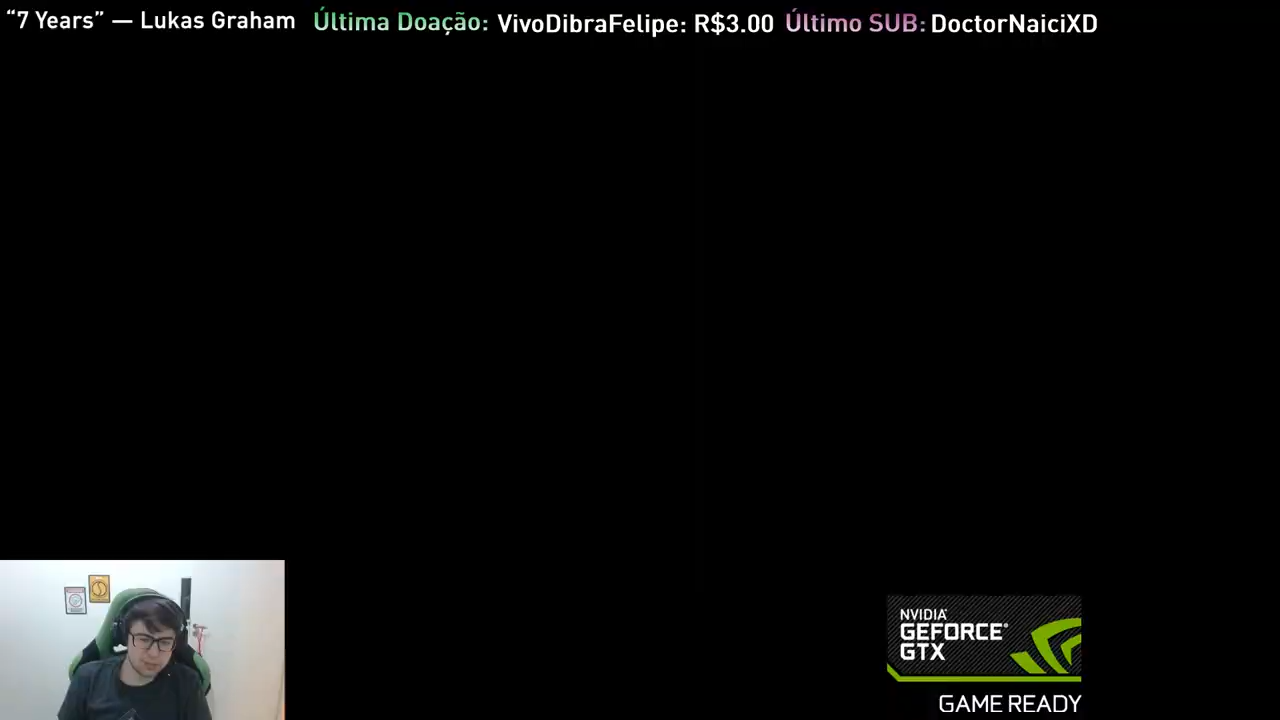 “7 Years” — Lukas Graham Última Doação: VivoDibraFelipe: R$3.00 Último SUB: DoctorNaiciXD
NVIDIA
GEFORCE®
GTX
GAME READY